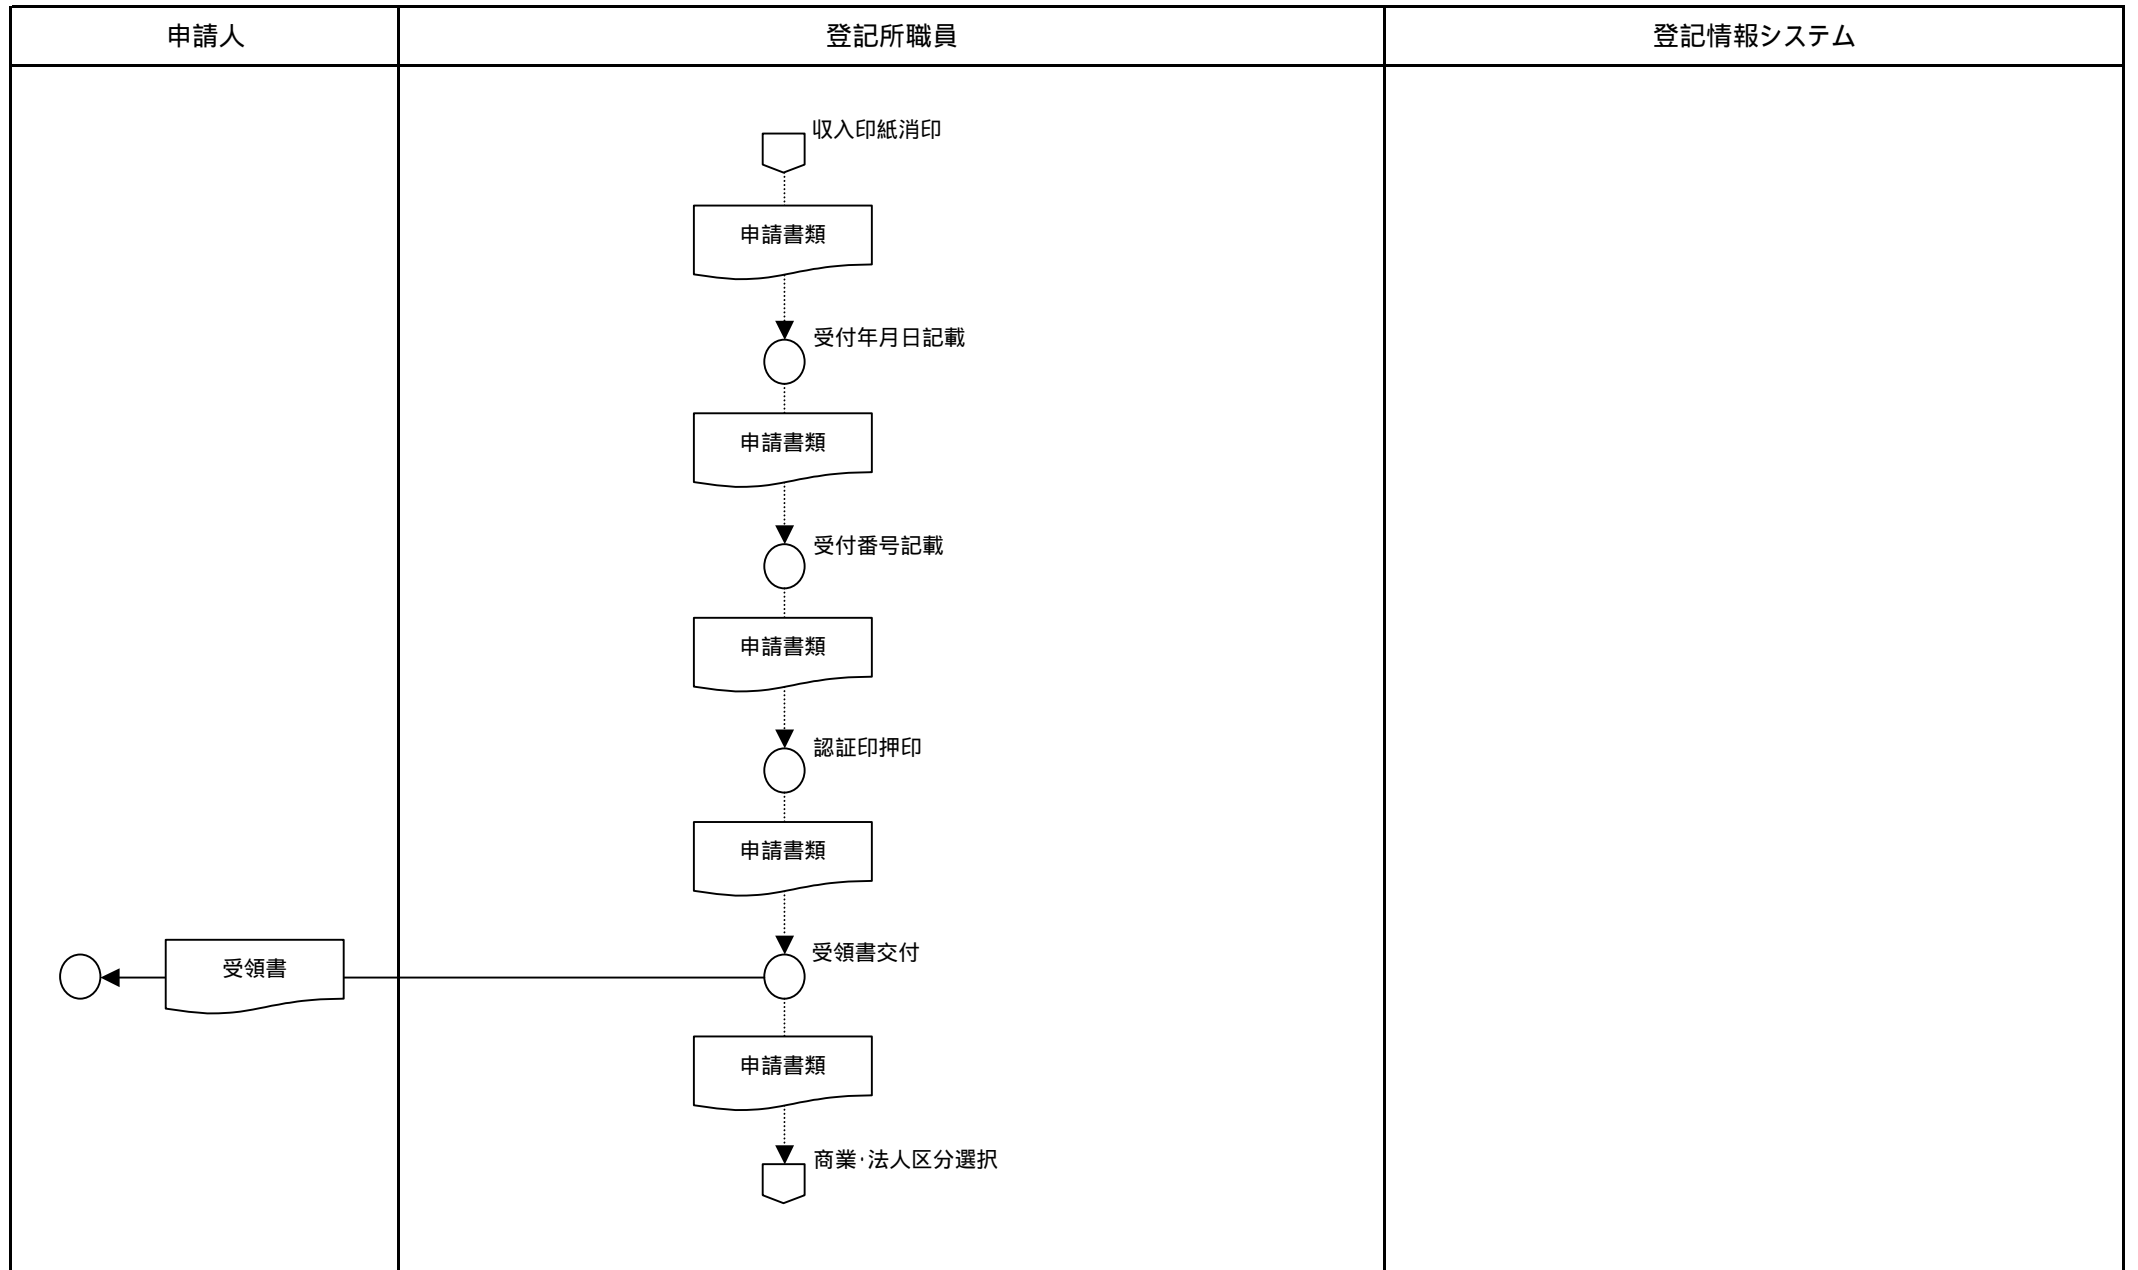 申請人
登記所職員
登記情報システム
収入印紙消印
申請書類
受付年月日記載
申請書類
受付番号記載
申請書類
認証印押印
申請書類
受領書交付
受領書
申請書類
商業・法人区分選択